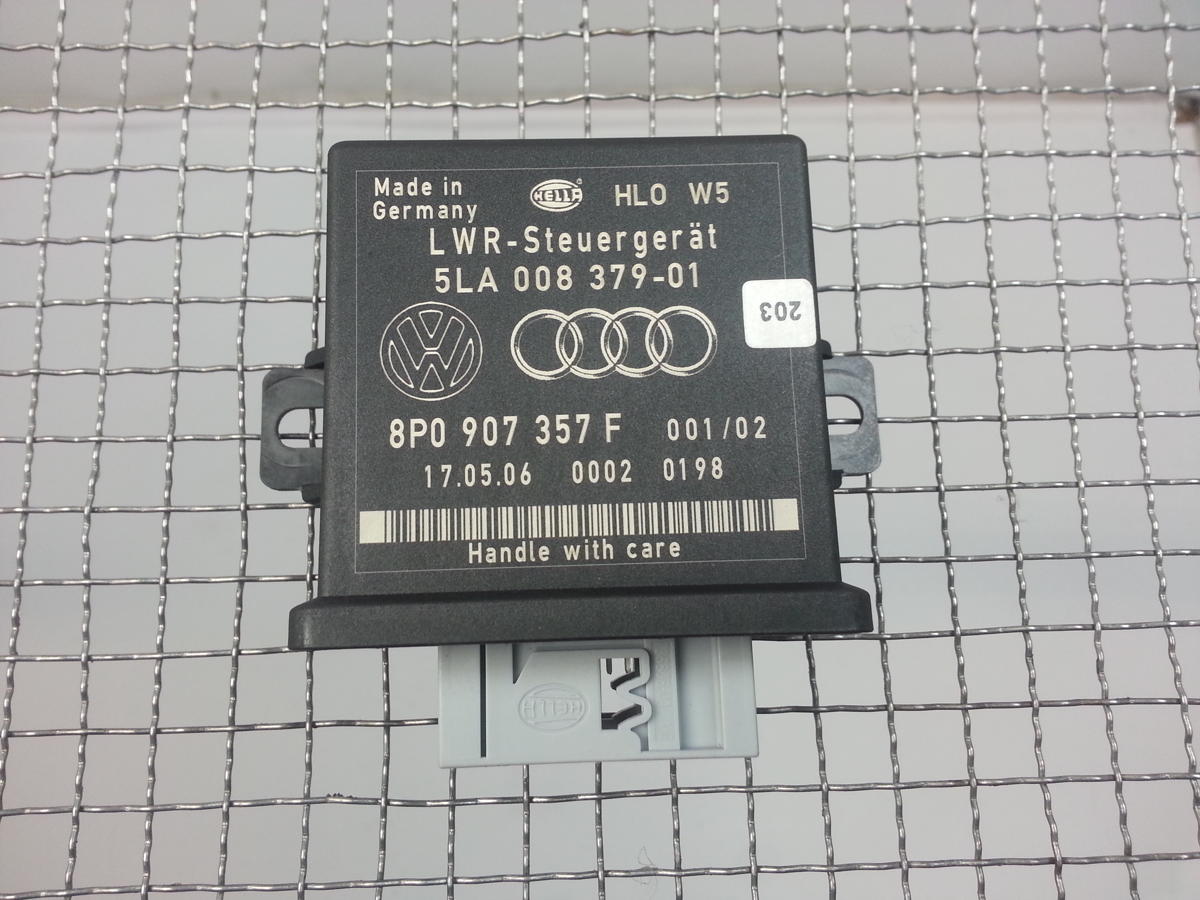 Made in
Germany
HELLA® HLO W5
LWR-Steuergerät
5LA 008 379-01
203
8P0 907 357 F 001/02
17.05.06 0002 0198
Handle with care
HELLA